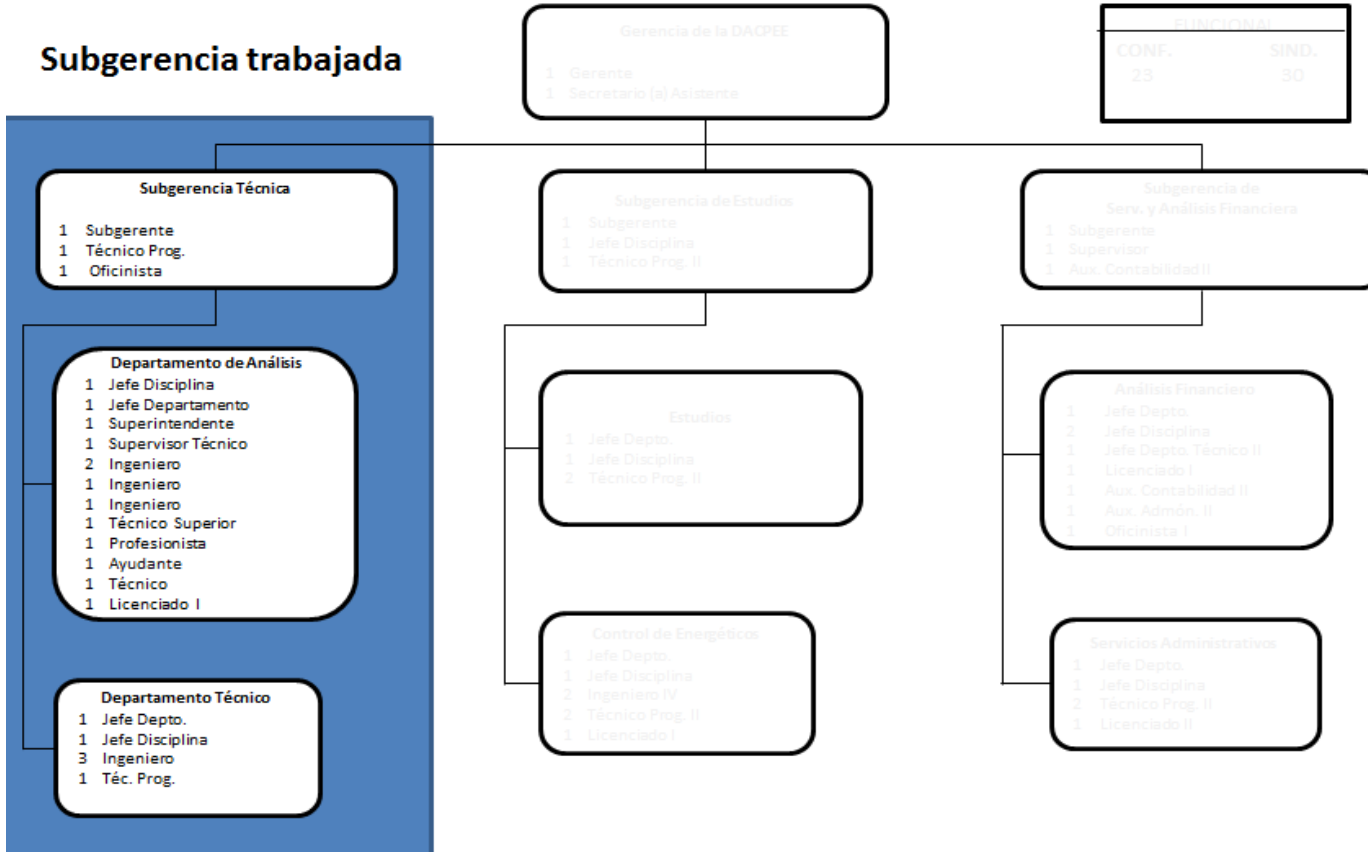 Subgerencia trabajada
Gerencia de la DACPEE
1 Gerente
1 Secretario (a) Asistente
FUNCIONAL
CONF. SIND.
23 30
Subgerencia Técnica
1 Subgerente
1 Técnico Prog.
1 Oficinista
Subgerencia de Estudios
1 Subgerente
1 Jefe Disciplina
1 Técnico Prog. II
Subgerencia de
Serv. y Análisis Financiera
1 Subgerente
1 Supervisor
1 Aux. Contabilidad II
Departamento de Análisis
1 Jefe Disciplina
1 Jefe Departamento
1 Superintendente
1 Supervisor Técnico
2 Ingeniero
1 Ingeniero
1 Ingeniero
1 Técnico Superior
1 Profesionista
1 Ayudante
1 Técnico
1 Licenciado I
Estudios
1 Jefe Depto.
1 Jefe Disciplina
2 Técnico Prog. II
Análisis Financiero
1 Jefe Depto.
2 Jefe Disciplina
1 Jefe Depto. Técnico II
1 Licenciado I
1 Aux. Contabilidad II
1 Aux. Admón. II
1 Oficinista I
Departamento Técnico
1 Jefe Depto.
1 Jefe Disciplina
3 Ingeniero
1 Téc. Prog.
Control de Energéticos
1 Jefe Depto.
1 Jefe Disciplina
2 Ingeniero IV
2 Técnico Prog. II
1 Licenciado I
Servicios Administrativos
1 Jefe Depto.
1 Jefe Disciplina
2 Técnico Prog. II
1 Licenciado II